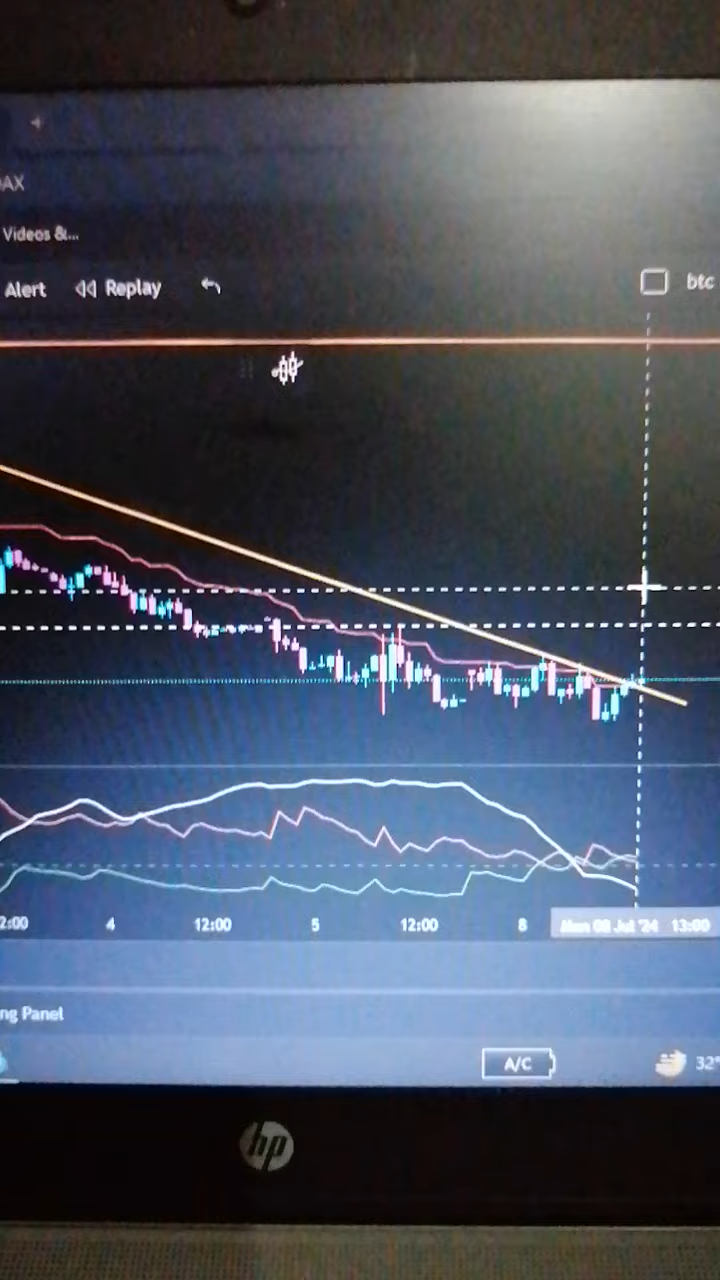 AX
Videos &...
Alert Replay btc
2:00 4 12:00 5 12:00 8 Mon 08 Jul '24 13:00
ng Panel
A/C 32°
hp